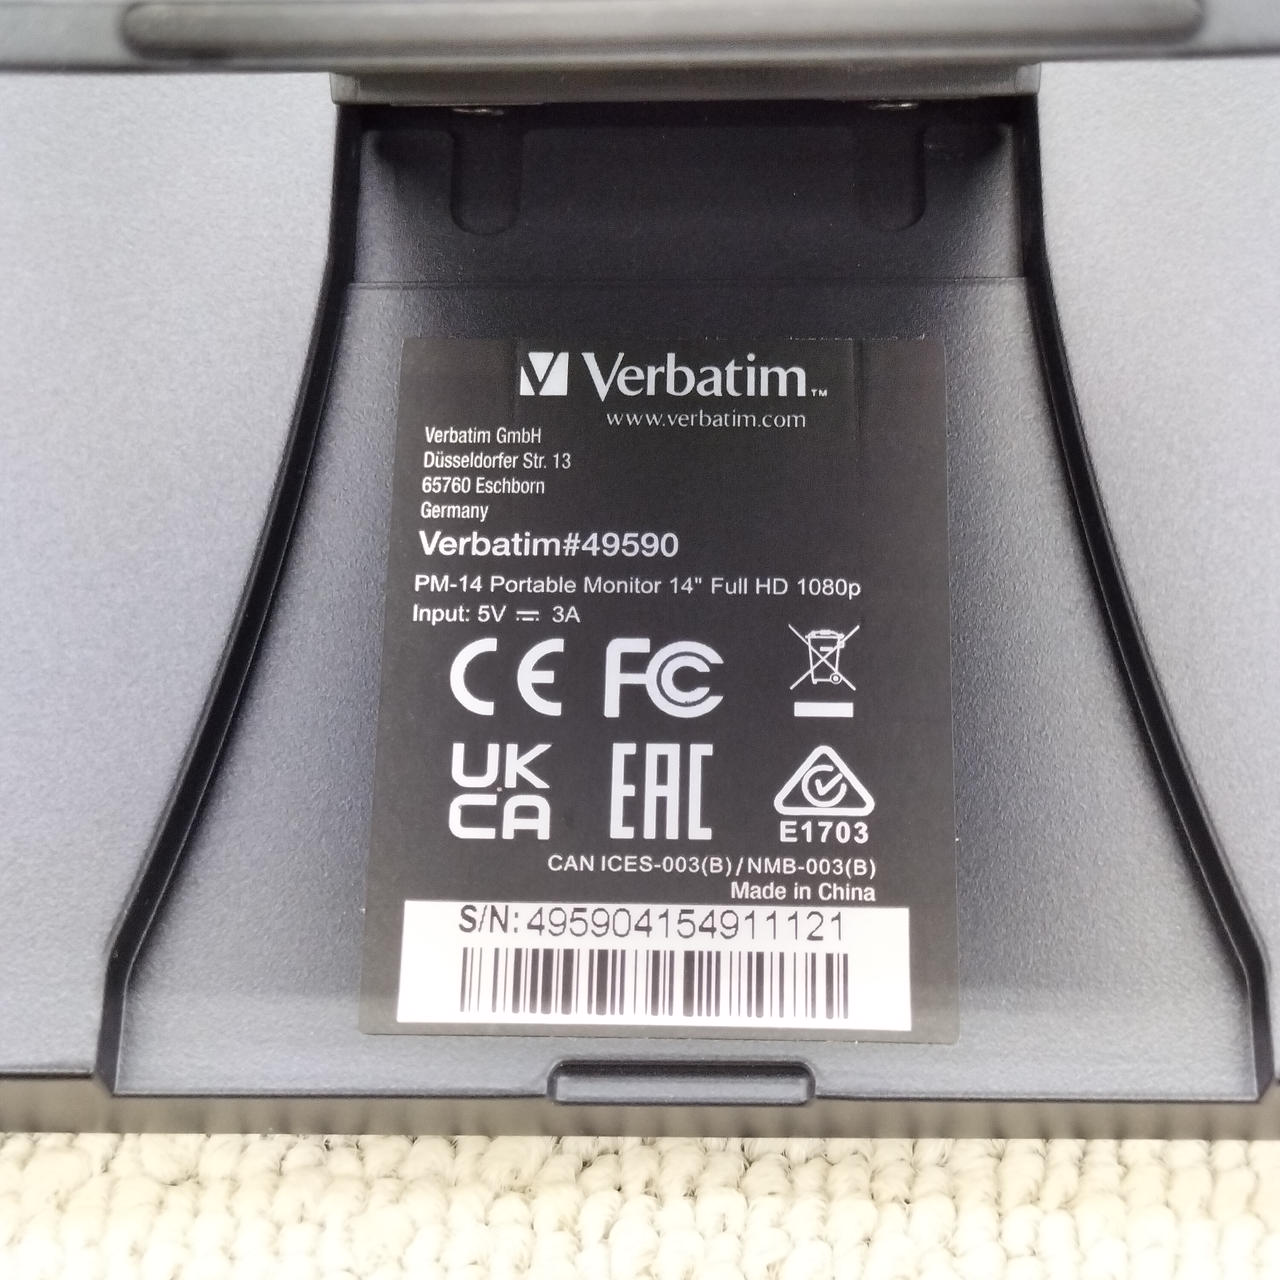 Verbatim™
www.verbatim.com
Verbatim GmbH
Düsseldorfer Str. 13
65760 Eschborn
Germany
Verbatim#49590
PM-14 Portable Monitor 14" Full HD 1080p
Input: 5V ⎓ 3A
CE FC
UK
CA EAC
E1703
CAN ICES-003(B)/NMB-003(B)
Made in China
S/N: 495904154911121